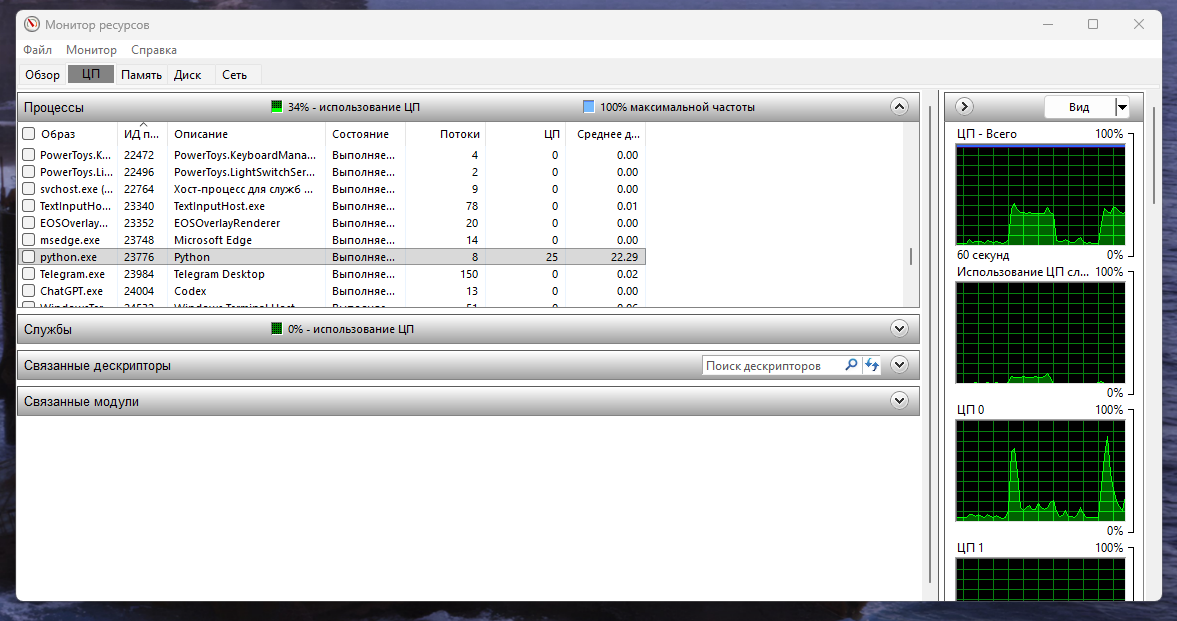 Монитор ресурсов
Файл Монитор Справка
Обзор ЦП Память Диск Сеть
Процессы 34% - использование ЦП 100% максимальной частоты
Образ ИД п... Описание Состояние Потоки ЦП Среднее д...
PowerToys.K... 22472 PowerToys.KeyboardMana... Выполняе... 4 0 0.00
PowerToys.Li... 22496 PowerToys.LightSwitchSer... Выполняе... 2 0 0.00
svchost.exe (... 22764 Хост-процесс для служб ... Выполняе... 9 0 0.00
TextInputHo... 23340 TextInputHost.exe Выполняе... 78 0 0.01
EOSOverlay... 23352 EOSOverlayRenderer Выполняе... 20 0 0.00
msedge.exe 23748 Microsoft Edge Выполняе... 14 0 0.00
python.exe 23776 Python Выполняе... 8 25 22.29
Telegram.exe 23984 Telegram Desktop Выполняе... 150 0 0.02
ChatGPT.exe 24004 Codex Выполняе... 13 0 0.00
Службы 0% - использование ЦП
Связанные дескрипторы Поиск дескрипторов
Связанные модули
Вид
ЦП - Всего 100%
60 секунд 0%
Использование ЦП сл... 100%
0%
ЦП 0 100%
0%
ЦП 1 100%